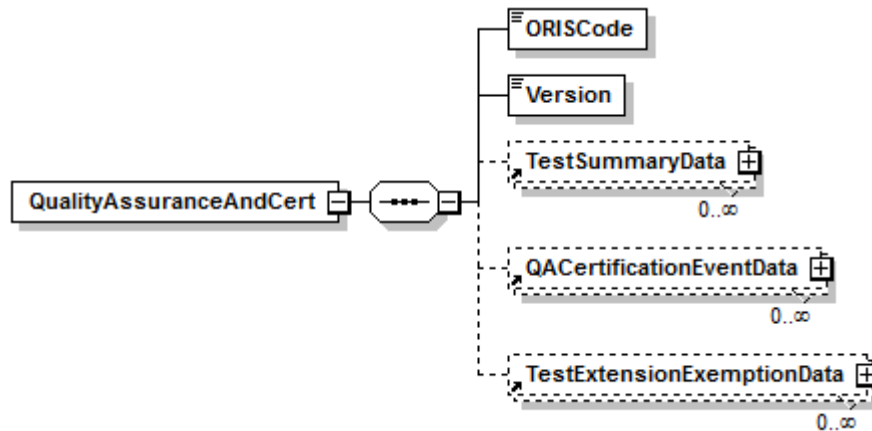 ORISCode
Version
TestSummaryData
0..∞
QualityAssuranceAndCert
QACertificationEventData
0..∞
TestExtensionExemptionData
0..∞